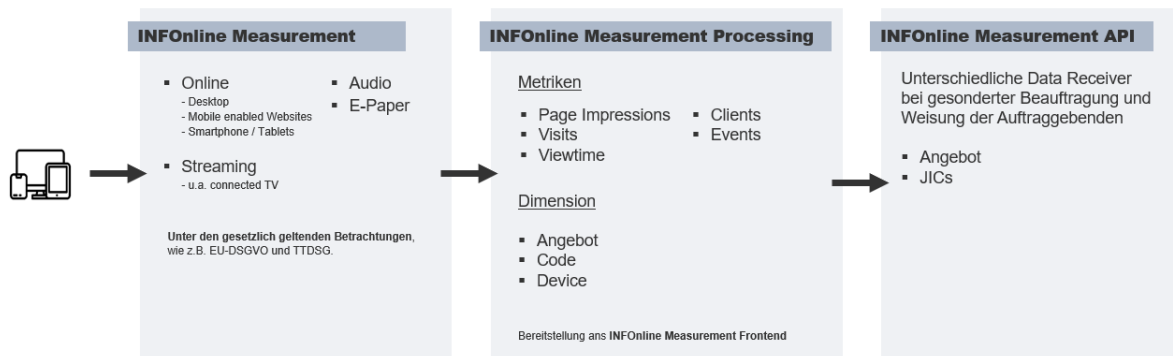 INFOnline Measurement
▪ Online
- Desktop
- Mobile enabled Websites
- Smartphone / Tablets
▪ Streaming
- u.a. connected TV
▪ Audio
▪ E-Paper
Unter den gesetzlich geltenden Betrachtungen,
wie z.B. EU-DSGVO und TTDSG.
INFOnline Measurement Processing
Metriken
▪ Page Impressions
▪ Visits
▪ Viewtime
▪ Clients
▪ Events
Dimension
▪ Angebot
▪ Code
▪ Device
Bereitstellung ans INFOnline Measurement Frontend
INFOnline Measurement API
Unterschiedliche Data Receiver
bei gesonderter Beauftragung und
Weisung der Auftraggebenden
▪ Angebot
▪ JICs